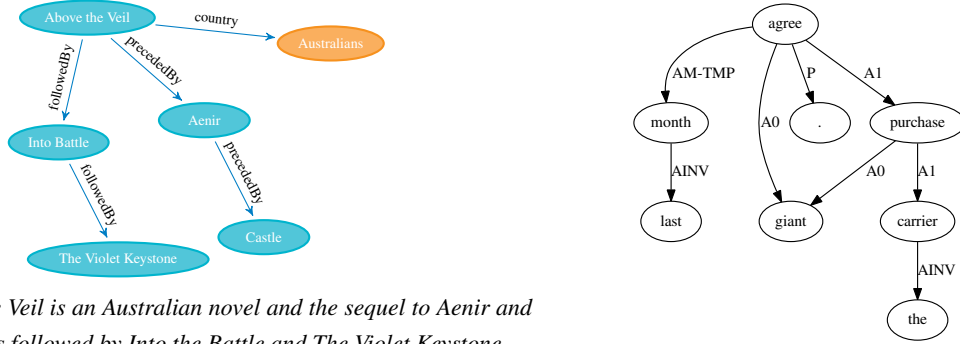 Above the Veil
country
Australians
followedBy
precededBy
Into Battle
Aenir
followedBy
precededBy
The Violet Keystone
Castle
Veil is an Australian novel and the sequel to Aenir and
followed by Into the Battle and The Violet Keystone
agree
AM-TMP
P
A1
month
A0
.
purchase
AINV
A0
A1
last
giant
carrier
AINV
the